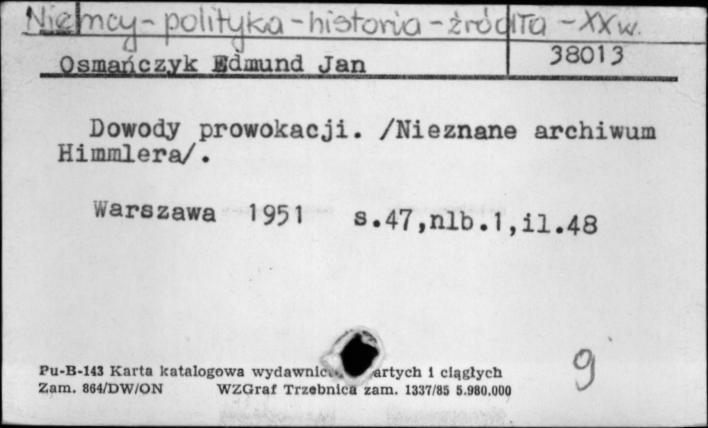 Niemcy - polityka - historia - źródła - XX w.
Osmańczyk Edmund Jan
38013
Dowody prowokacji. /Nieznane archiwum
Himmlera/.
Warszawa 1951 s.47,nlb.1,il.48
9
Pu-B-143 Karta katalogowa artych i ciągłych
Zam. 864/DW/ON WZGraf Trzebnica zam. 1337/85 5.980.000